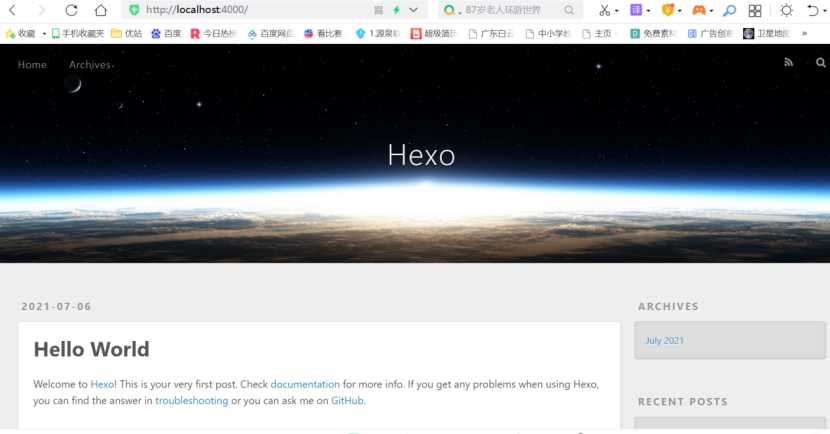 http://localhost:4000/
87岁老人环游世界
译
收藏 手机收藏夹 优站 百度 今日热榜 百度网盘 看比赛 1.源泉软 超级简历 广东白云 中小学教 主页 - 免费素材 广告创意 卫星地图 »
Home Archives
Hexo
2021-07-06
Hello World
Welcome to Hexo! This is your very first post. Check documentation for more info. If you get any problems when using Hexo,
you can find the answer in troubleshooting or you can ask me on GitHub.
ARCHIVES
July 2021
RECENT POSTS